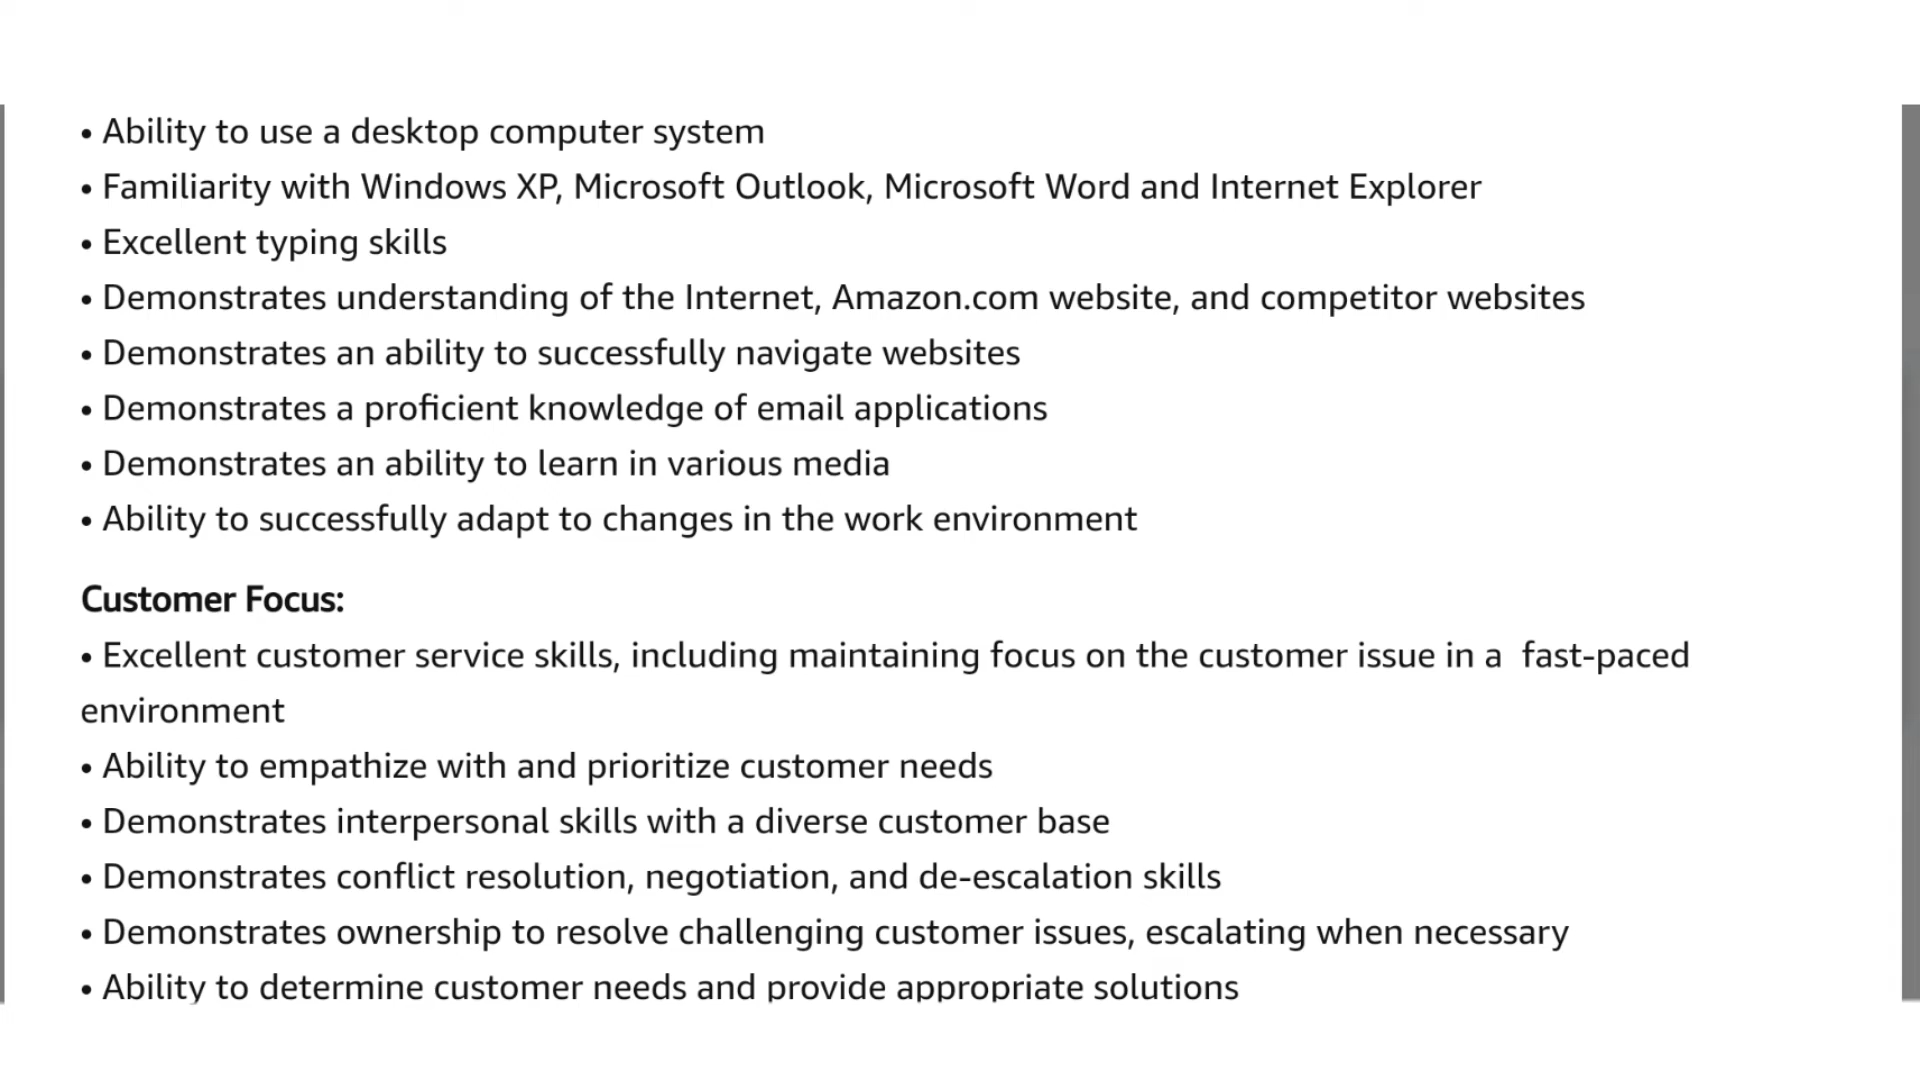 • Ability to use a desktop computer system
• Familiarity with Windows XP, Microsoft Outlook, Microsoft Word and Internet Explorer
• Excellent typing skills
• Demonstrates understanding of the Internet, Amazon.com website, and competitor websites
• Demonstrates an ability to successfully navigate websites
• Demonstrates a proficient knowledge of email applications
• Demonstrates an ability to learn in various media
• Ability to successfully adapt to changes in the work environment
Customer Focus:
• Excellent customer service skills, including maintaining focus on the customer issue in a  fast-paced
environment
• Ability to empathize with and prioritize customer needs
• Demonstrates interpersonal skills with a diverse customer base
• Demonstrates conflict resolution, negotiation, and de-escalation skills
• Demonstrates ownership to resolve challenging customer issues, escalating when necessary
• Ability to determine customer needs and provide appropriate solutions